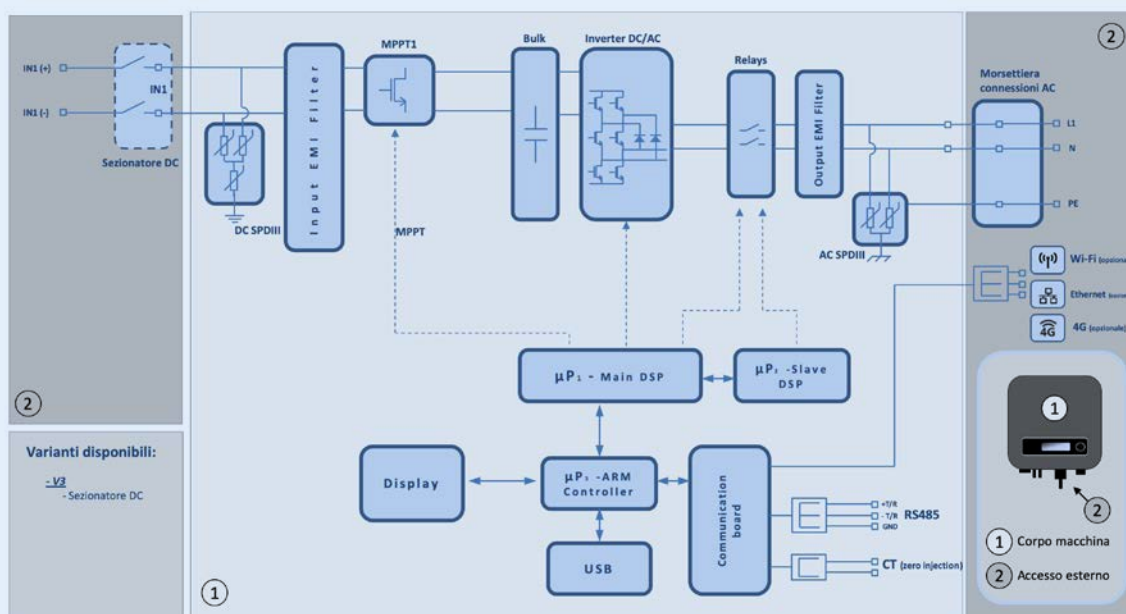 2
IN1 (+)
IN1 (-)
IN1
Sezionatore DC
DC SPDIII
Input EMI Filter
MPPT1
MPPT
Bulk
Inverter DC/AC
Relays
Output EMI Filter
AC SPDIII
2
Morsettiera
connessioni AC
L1
N
PE
Wi-Fi
Ethernet
4G
4G (opzionale)
µP1 - Main DSP
-Slave
DSP
-ARM
Controller
Display
USB
Communication
board
+T/R
- T/R
GND
RS485
CT (zero injection)
Varianti disponibili:
- V3
- Sezionatore DC
1
1
2
1 Corpo macchina
2 Accesso esterno